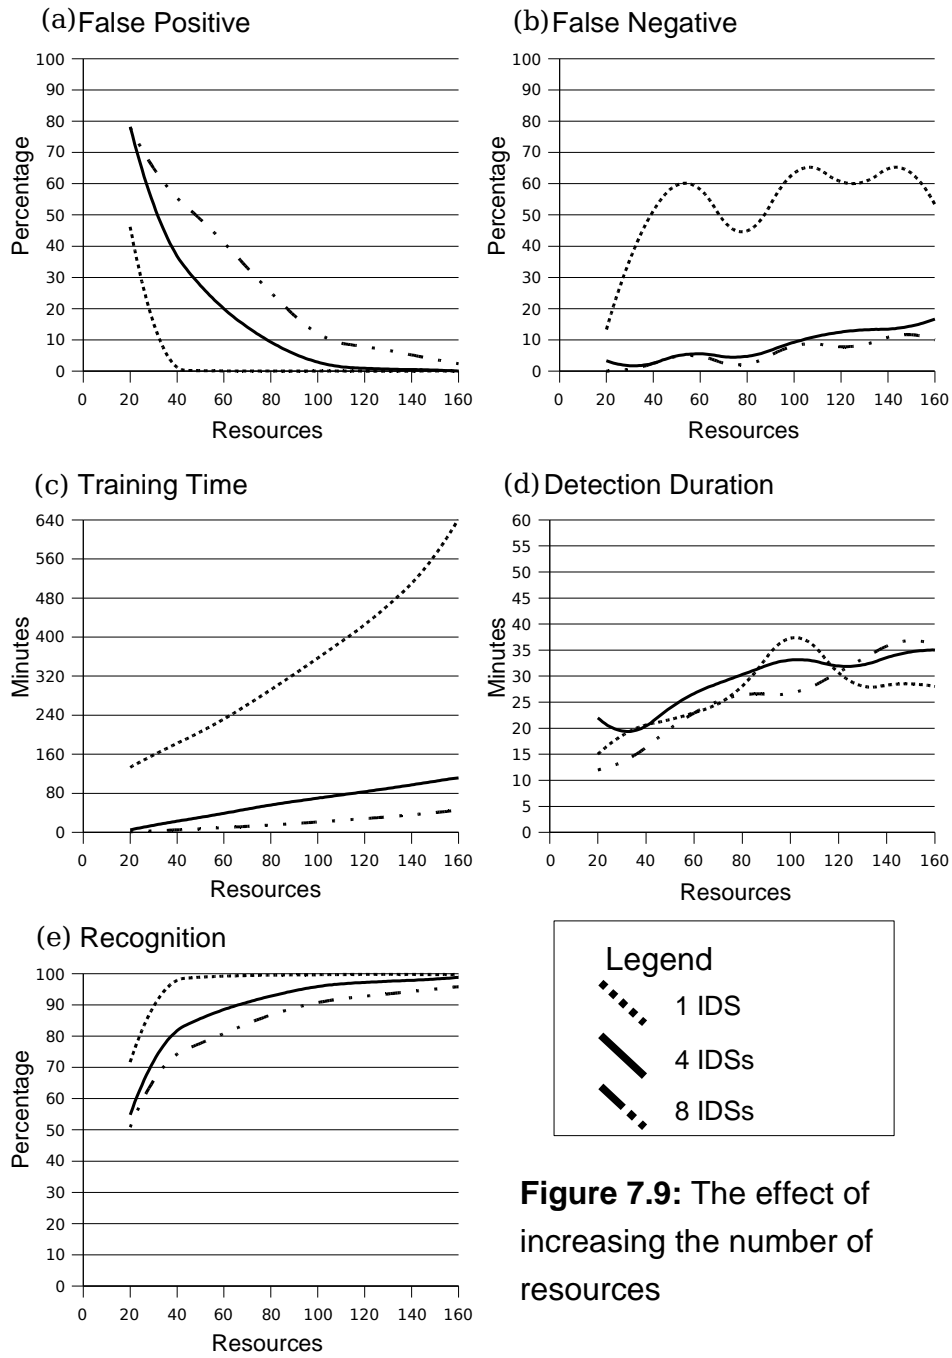 (a) False Positive
Percentage
100
90
80
70
60
50
40
30
20
10
0
0 20 40 60 80 100 120 140 160
Resources
(b) False Negative
Percentage
100
90
80
70
60
50
40
30
20
10
0
0 20 40 60 80 100 120 140 160
Resources
(c) Training Time
Minutes
640
560
480
400
320
240
160
80
0
0 20 40 60 80 100 120 140 160
Resources
(d) Detection Duration
Minutes
60
55
50
45
40
35
30
25
20
15
10
5
0
0 20 40 60 80 100 120 140 160
Resources
(e) Recognition
Percentage
100
90
80
70
60
50
40
30
20
10
0
0 20 40 60 80 100 120 140 160
Resources
Legend
1 IDS
4 IDSs
8 IDSs
Figure 7.9: The effect of
increasing the number of
resources